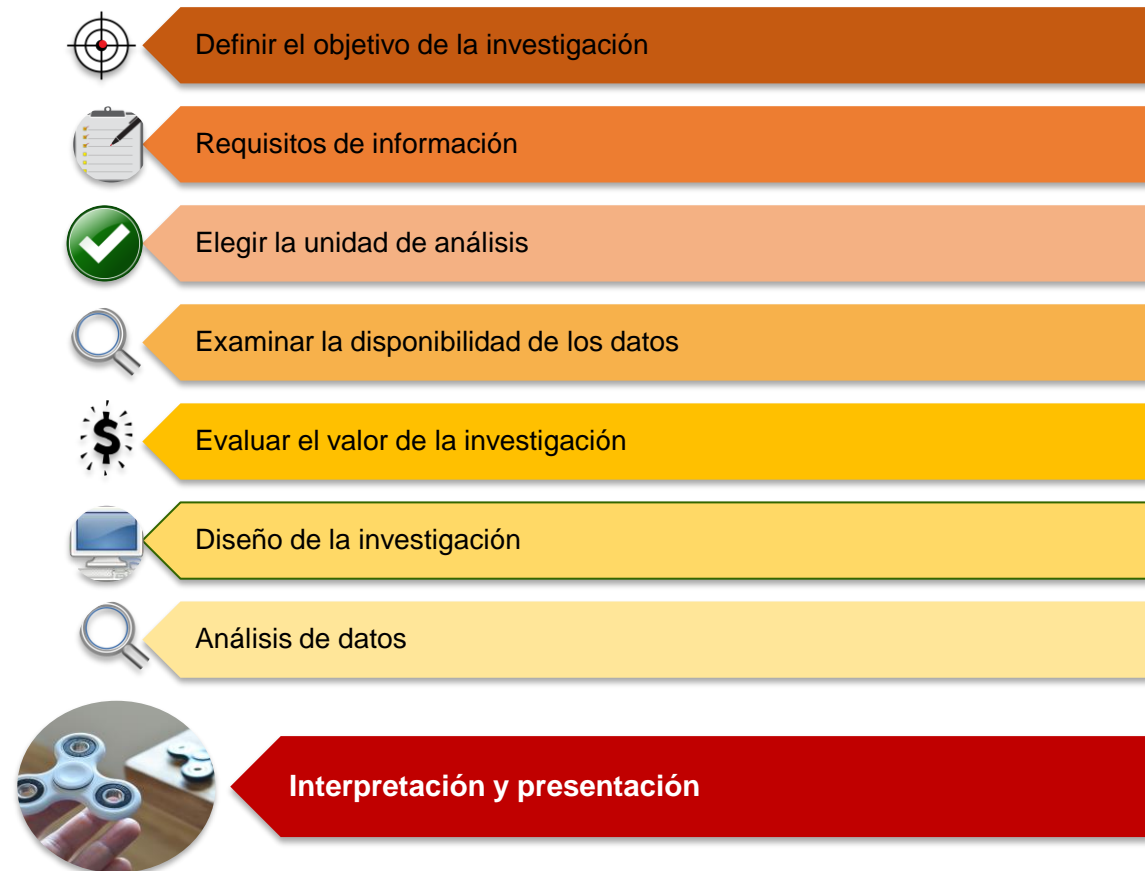 Definir el objetivo de la investigación
Requisitos de información
Elegir la unidad de análisis
Examinar la disponibilidad de los datos
Evaluar el valor de la investigación
Diseño de la investigación
Análisis de datos
Interpretación y presentación